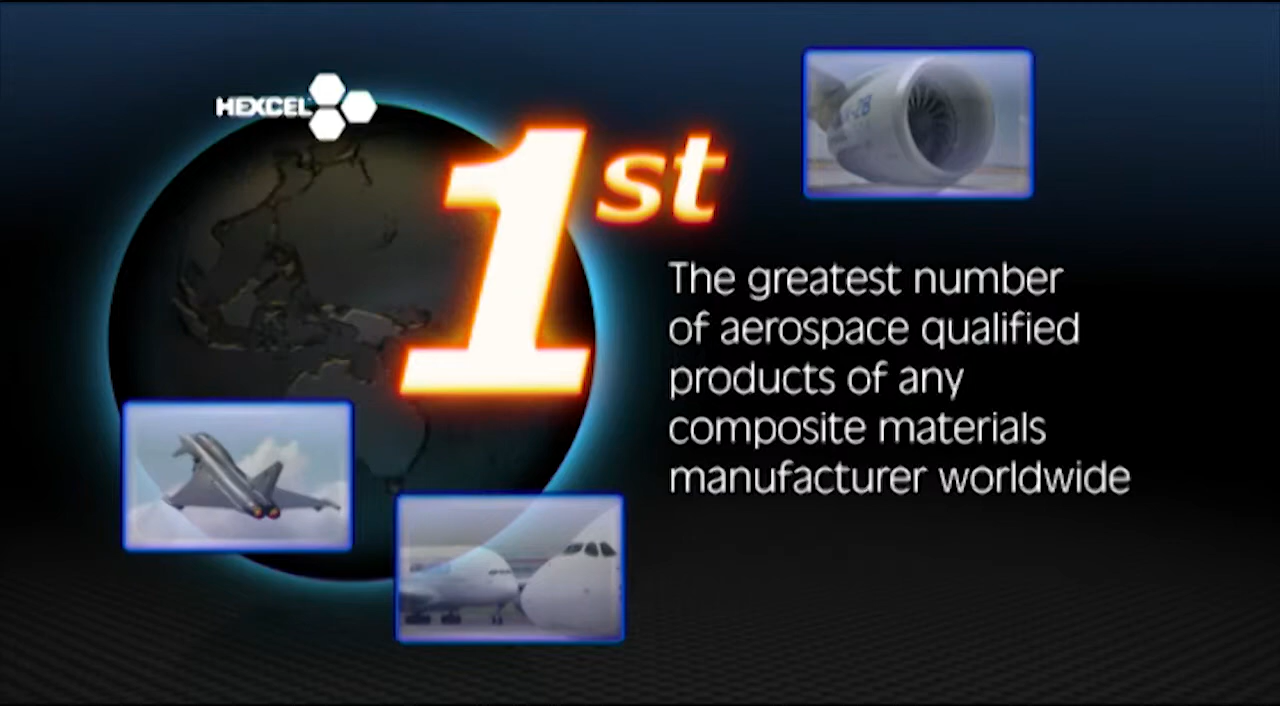 HEXCEL
1st
The greatest number
of aerospace qualified
products of any
composite materials
manufacturer worldwide